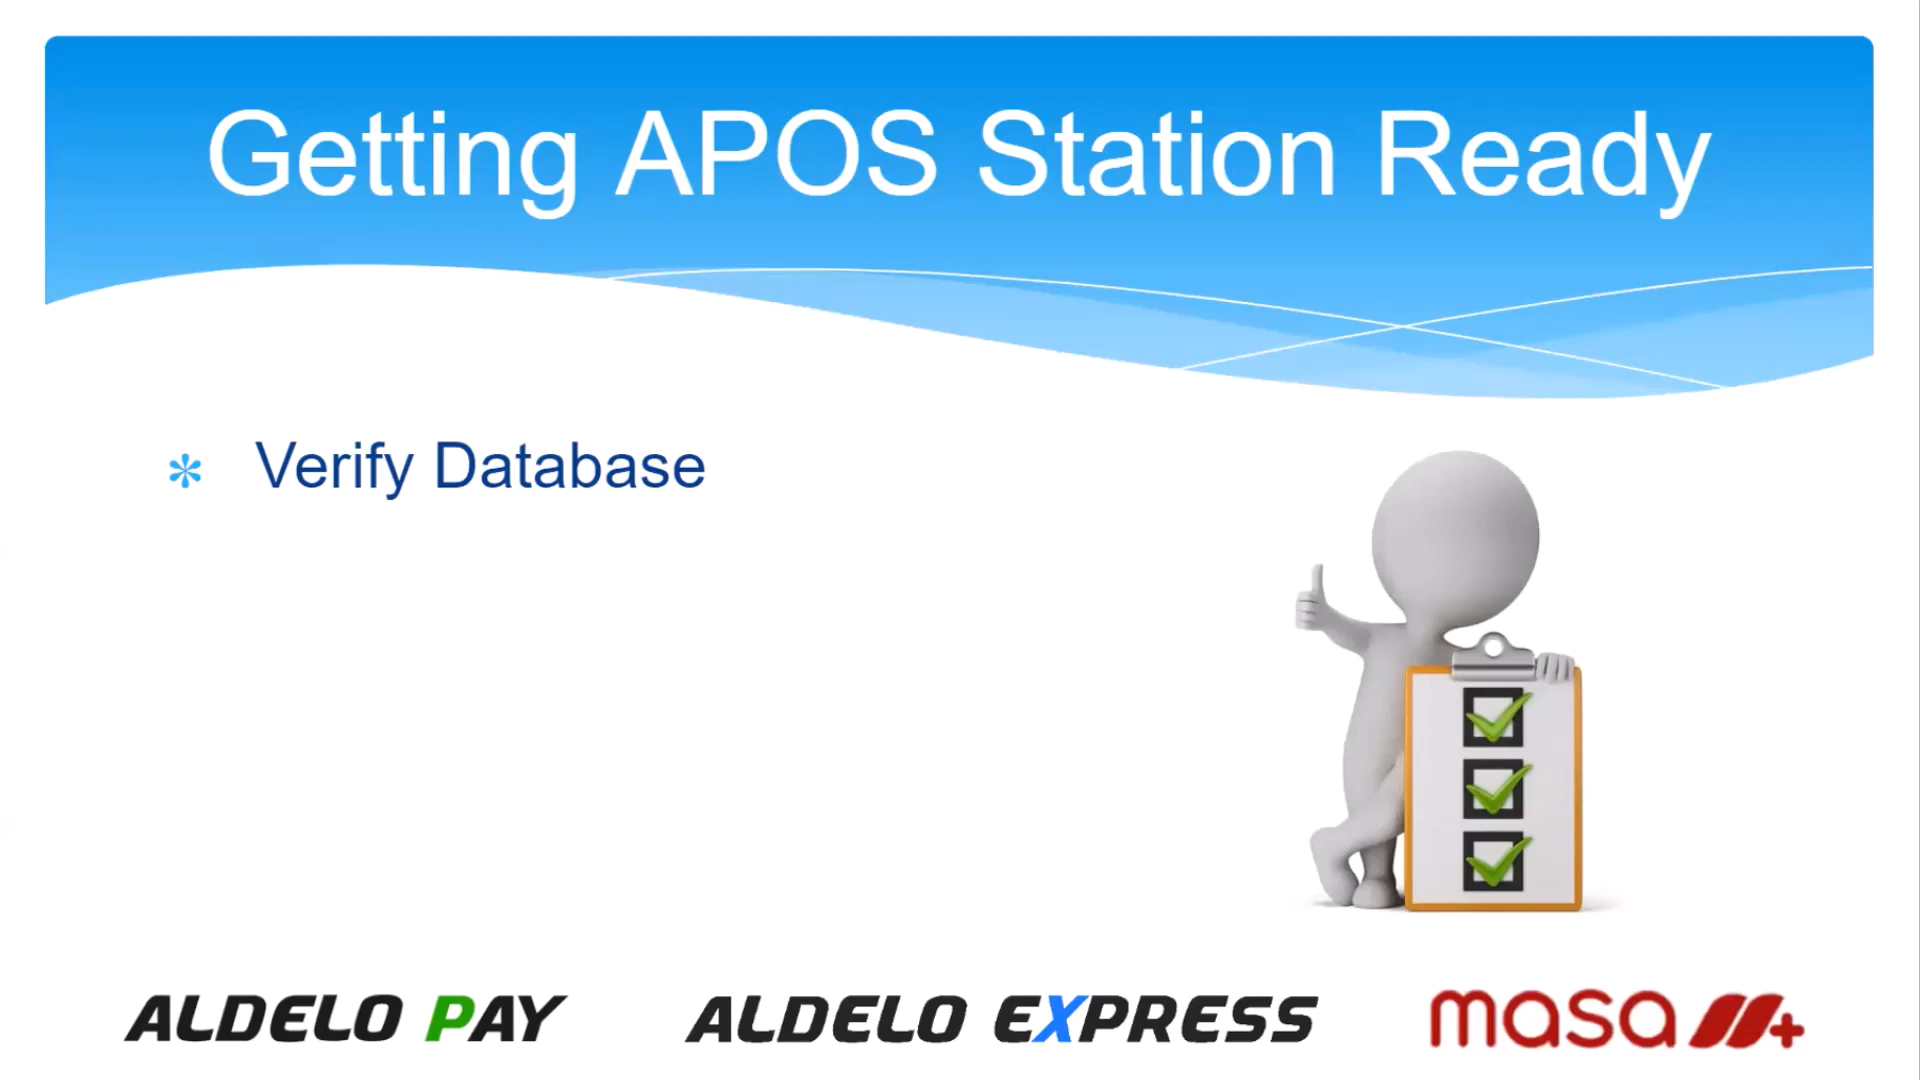 Getting APOS Station Ready
Verify Database
ALDELO PAY
ALDELO EXPRESS
masa